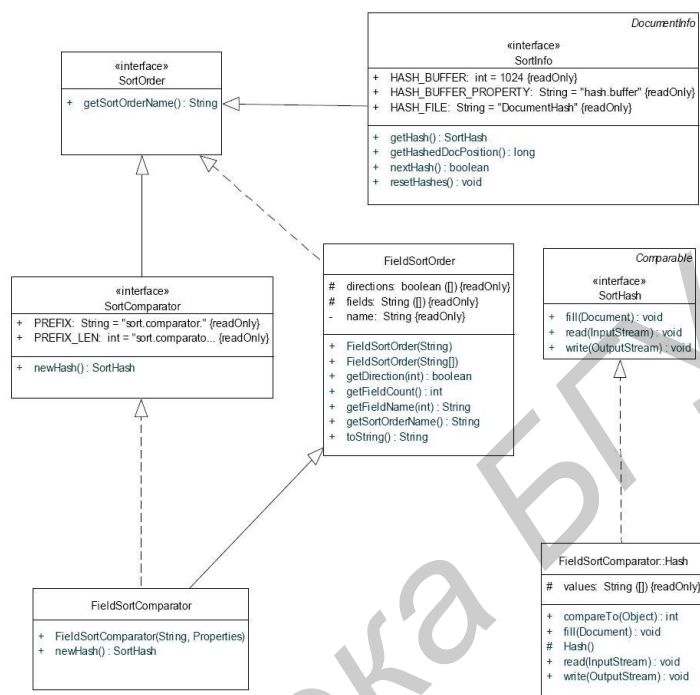 «interface»
SortOrder
+ getSortOrderName() : String
DocumentInfo
«interface»
SortInfo
+ HASH_BUFFER: int = 1024 {readOnly}
+ HASH_BUFFER_PROPERTY: String = "hash.buffer" {readOnly}
+ HASH_FILE: String = "DocumentHash" {readOnly}
+ getHash() : SortHash
+ getHashedDocPosition() : long
+ nextHash() : boolean
+ resetHashes() : void
«interface»
SortComparator
+ PREFIX: String = "sort.comparator." {readOnly}
+ PREFIX_LEN: int = "sort.comparato... {readOnly}
+ newHash() : SortHash
FieldSortOrder
# directions: boolean ([]) {readOnly}
# fields: String ([]) {readOnly}
- name: String {readOnly}
+ FieldSortOrder(String)
+ FieldSortOrder(String[])
+ getDirection(int) : boolean
+ getFieldCount() : int
+ getFieldName(int) : String
+ getSortOrderName() : String
+ toString() : String
Comparable
«interface»
SortHash
+ fill(Document) : void
+ read(InputStream) : void
+ write(OutputStream) : void
FieldSortComparator
+ FieldSortComparator(String, Properties)
+ newHash() : SortHash
FieldSortComparator::Hash
# values: String ([]) {readOnly}
+ compareTo(Object) : int
+ fill(Document) : void
# Hash()
+ read(InputStream) : void
+ write(OutputStream) : void
ока БГУ